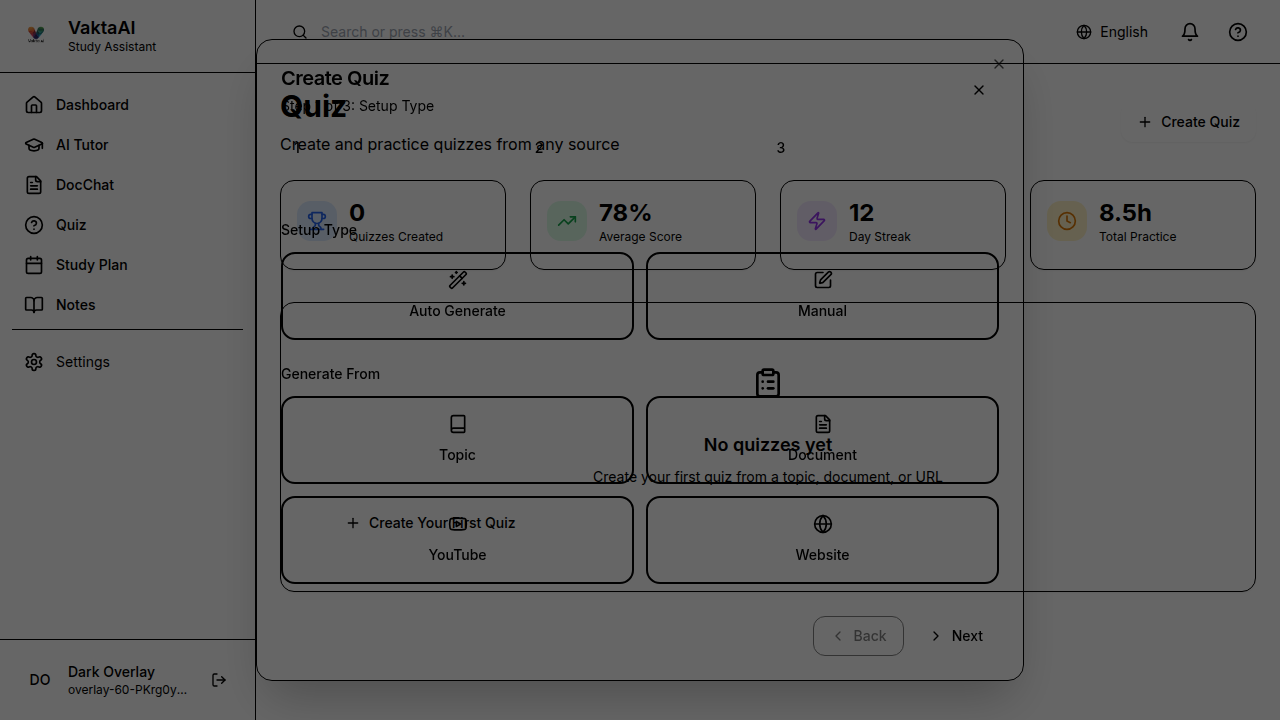 VaktaAI
Study Assistant
Search or press ⌘K...
English
Dashboard
AI Tutor
DocChat
Quiz
Study Plan
Notes
Settings
DO
Dark Overlay
overlay-60-PKrg0y...
Quiz
Create and practice quizzes from any source
Create Quiz
0
Quizzes Created
78%
Average Score
12
Day Streak
8.5h
Total Practice
No quizzes yet
Create your first quiz from a topic, document, or URL
Create Your First Quiz
Create Quiz
3: Setup Type
1
2
3
Setup Type
Auto Generate
Manual
Generate From
Topic
Document
YouTube
Website
Back
Next